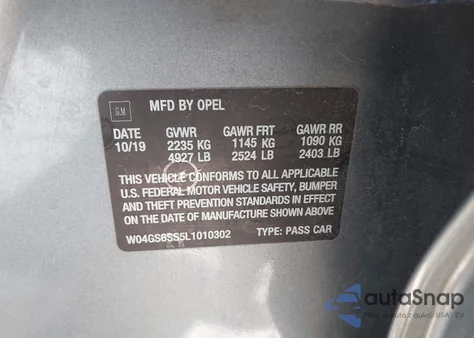 GM MFD BY OPEL
DATE GVWR GAWR FRT GAWR RR
10/19 2235 KG 1145 KG 1090 KG
4927 LB 2524 LB 2403 LB
THIS VEHICLE CONFORMS TO ALL APPLICABLE
U.S. FEDERAL MOTOR VEHICLE SAFETY, BUMPER
AND THEFT PREVENTION STANDARDS IN EFFECT
ON THE DATE OF MANUFACTURE SHOWN ABOVE.
W04GS6SS5L1010302 TYPE: PASS CAR
autaSnap